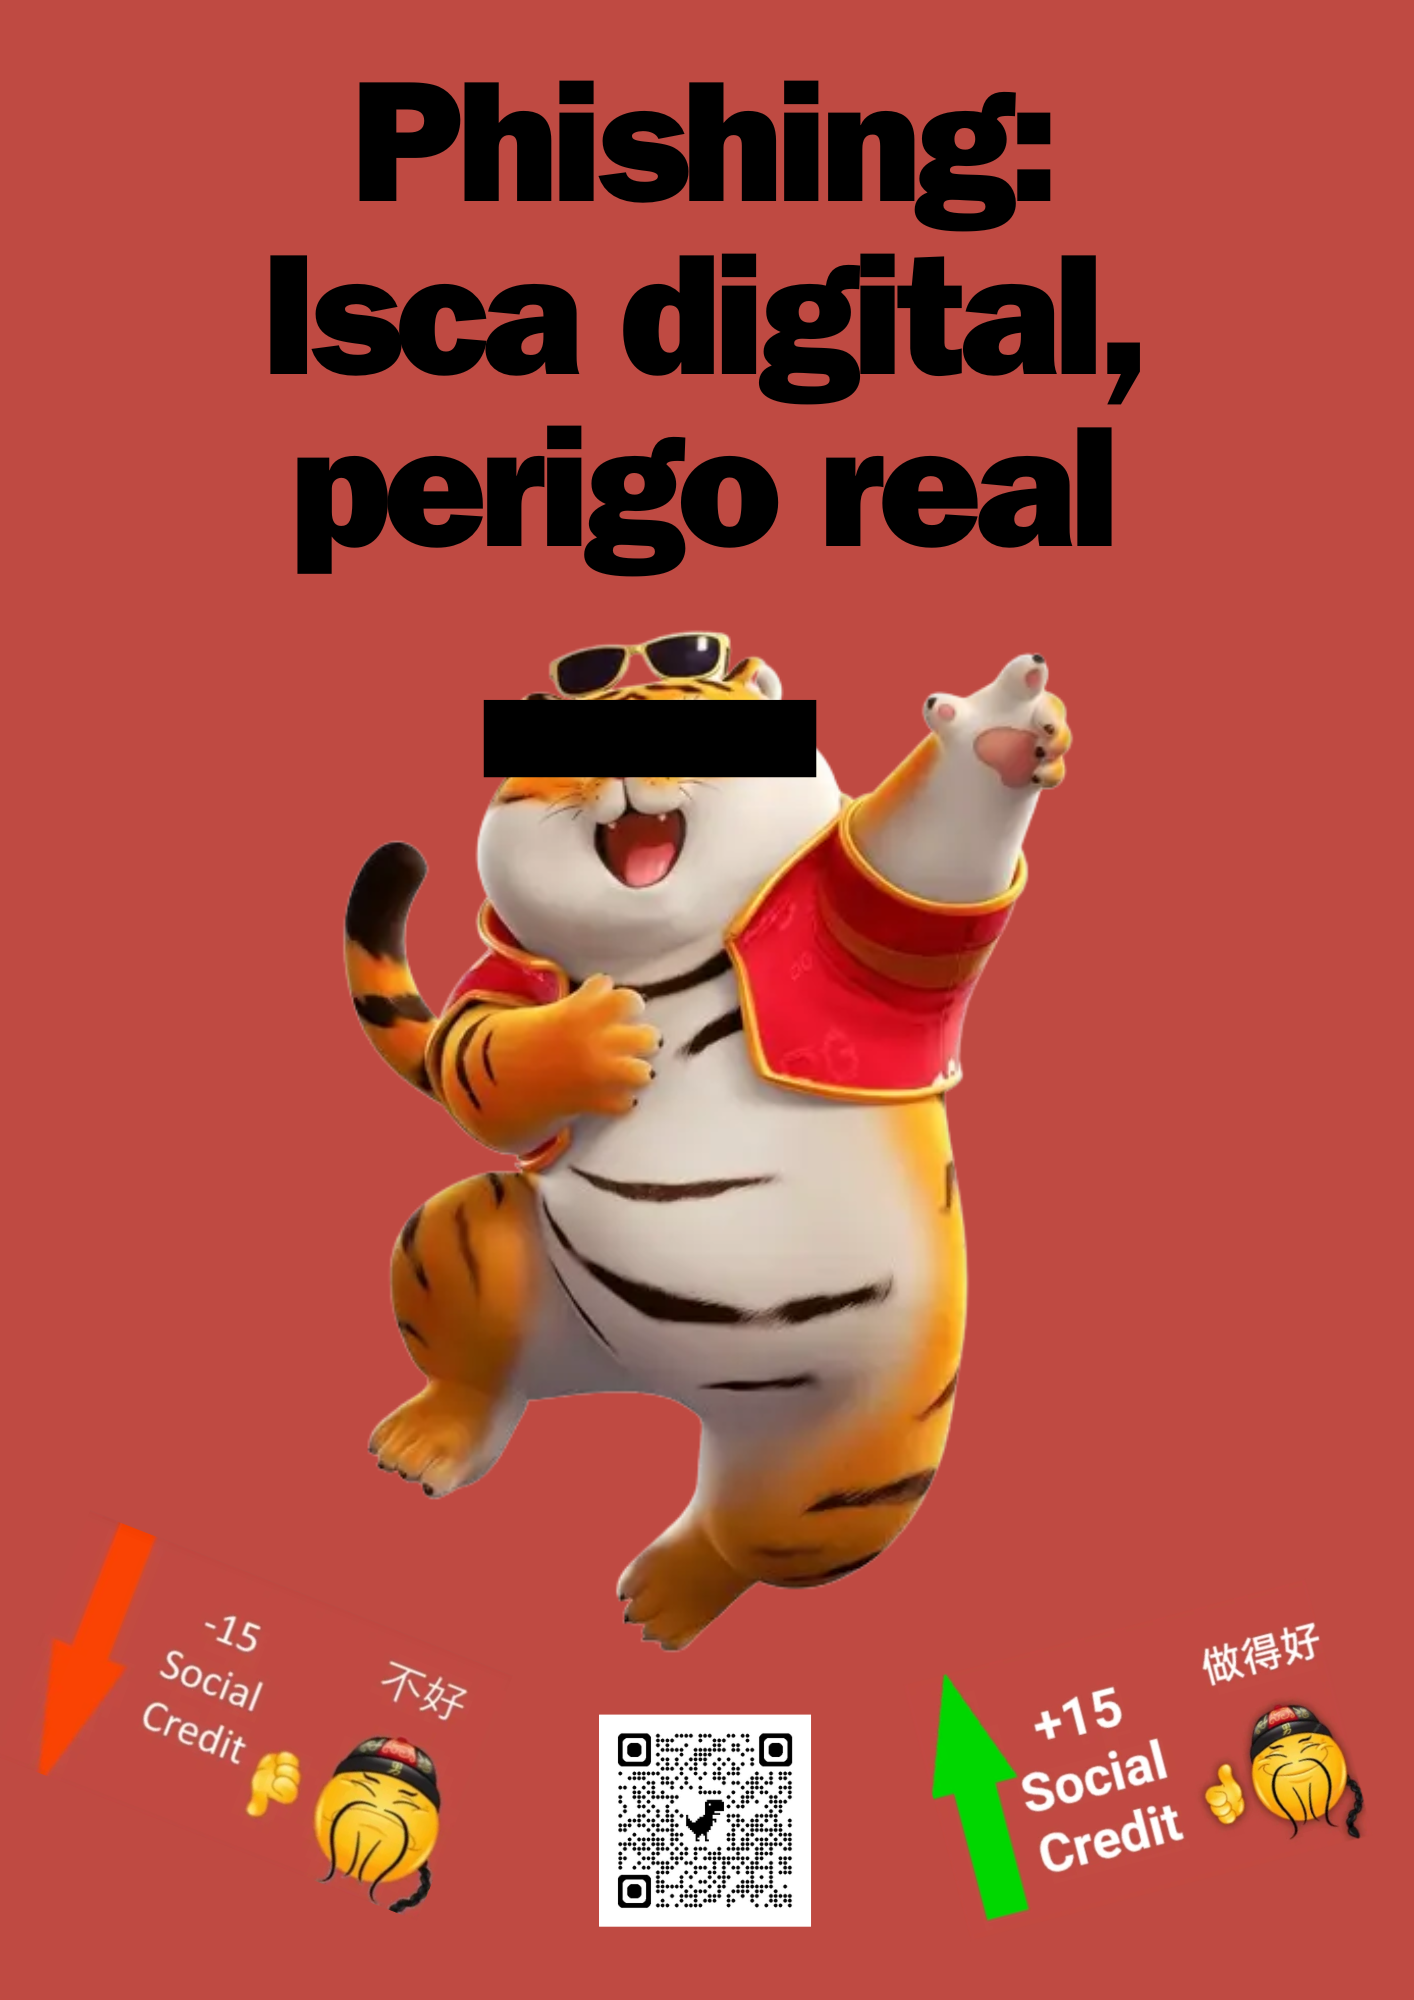 Phishing:
Isca digital,
perigo real
-15
Social
Credit
不好
+15
Social
Credit
做得好